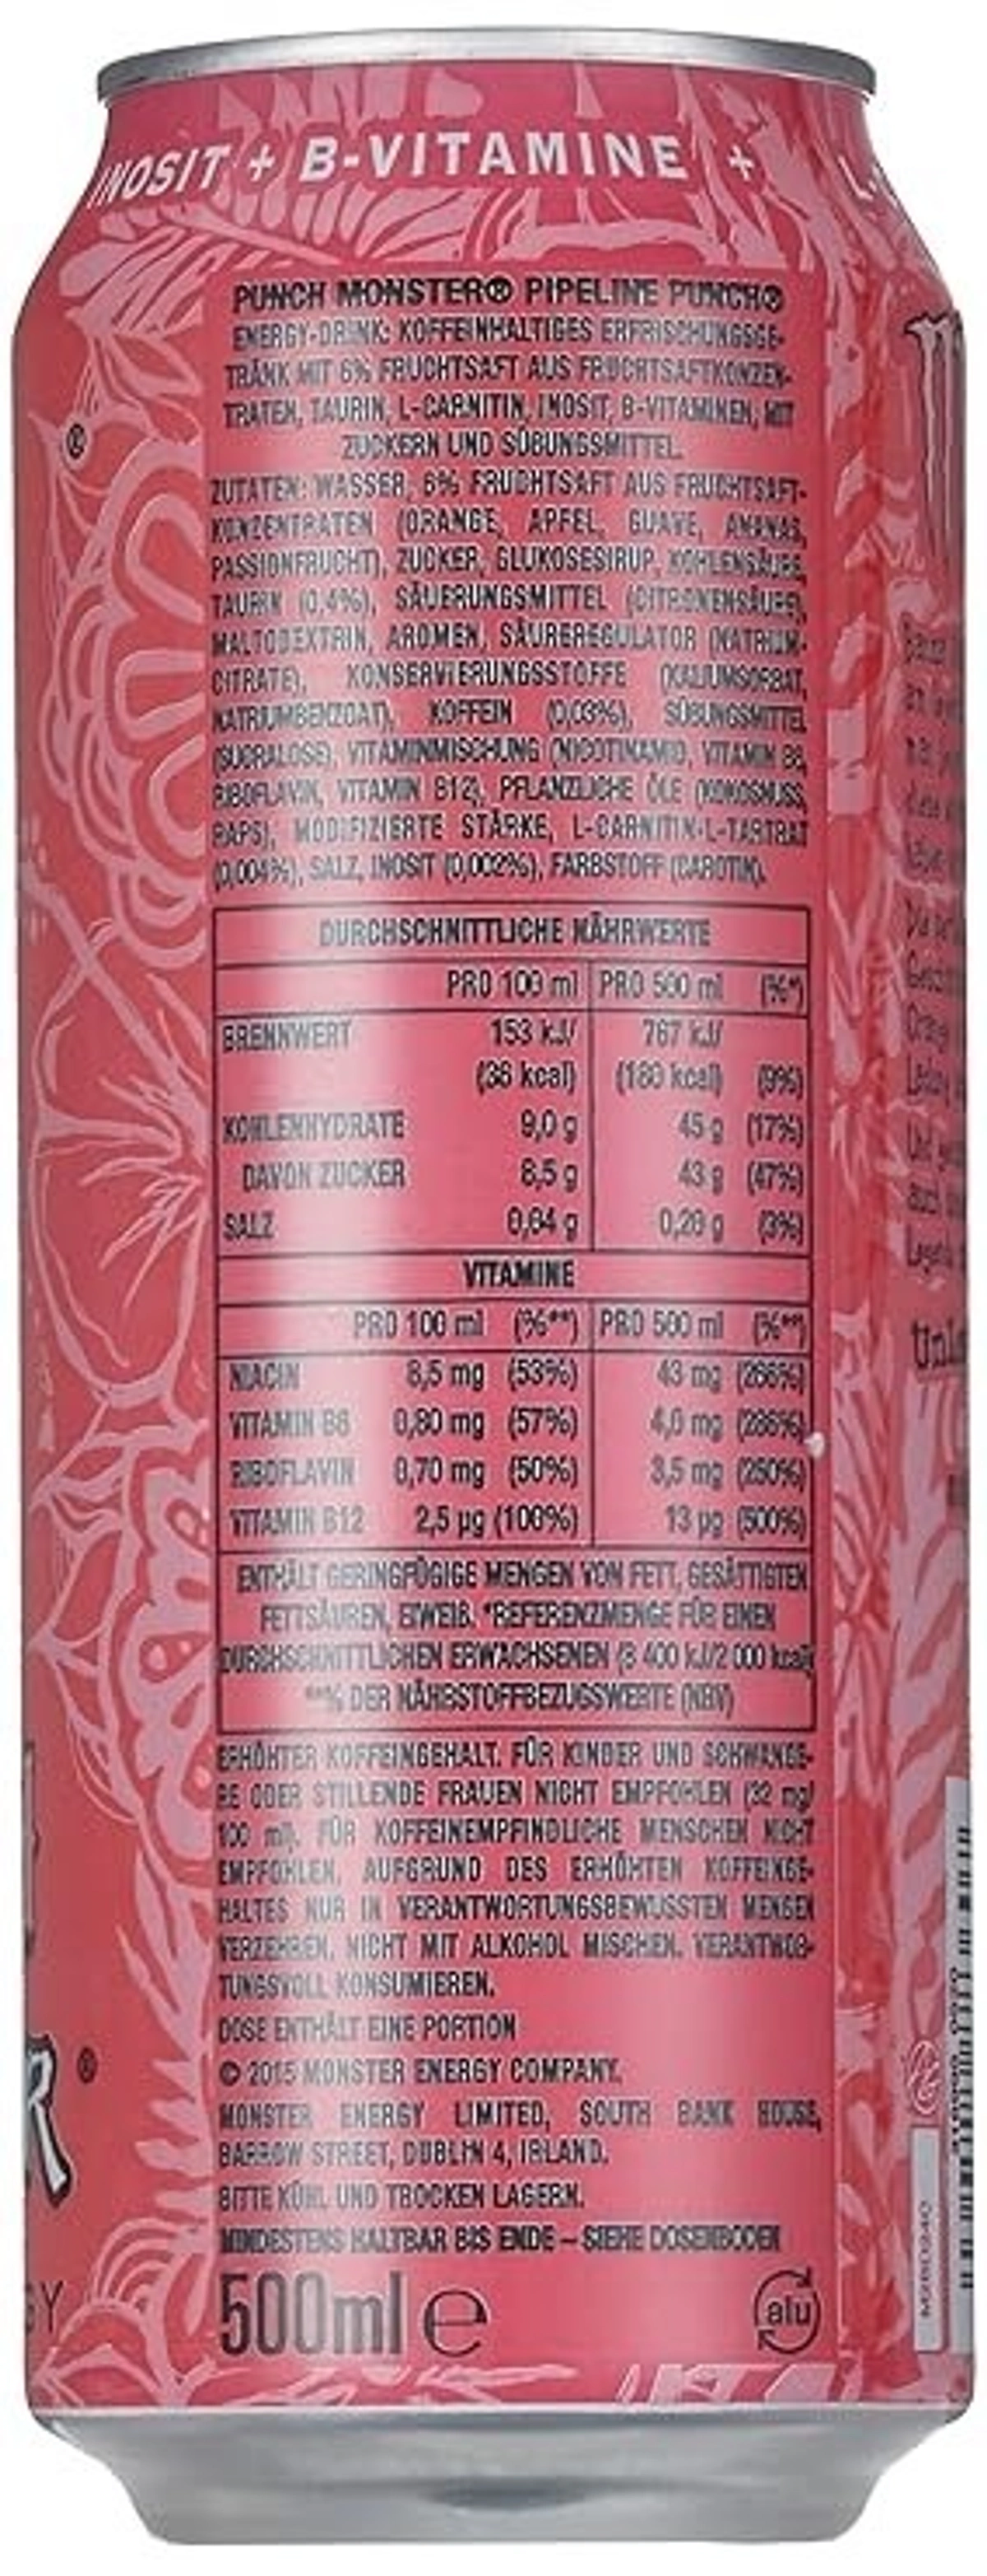 INOSIT + B-VITAMINE + L-
PUNCH MONSTER® PIPELINE PUNCH®
ENERGY-DRINK: KOFFEINHALTIGES ERFRISCHUNGSGE-
TRÄNK MIT 6% FRUCHTSAFT AUS FRUCHTSAFTKONZEN-
TRATEN, TAURIN, L-CARNITIN, INOSIT, B-VITAMINEN, MIT
ZUCKERN UND SÜßUNGSMITTEL.
ZUTATEN: WASSER, 6% FRUCHTSAFT AUS FRUCHTSAFT-
KONZENTRATEN (ORANGE, APFEL, GUAVE, ANANAS,
PASSIONFRUCHT), ZUCKER, GLUKOSESIRUP, KOHLENSÄURE,
TAURIN (0,4%), SÄUERUNGSMITTEL (CITRONENSÄURE),
MALTODEXTRIN, AROMEN, SÄUREREGULATOR (NATRIUM-
CITRATE), KONSERVIERUNGSSTOFFE (KALIUMSORBAT,
NATRIUMBENZOAT), KOFFEIN (0,03%), SÜßUNGSMITTEL
(SUCRALOSE), VITAMINMISCHUNG (NICOTINAMID, VITAMIN B6,
RIBOFLAVIN, VITAMIN B12), PFLANZLICHE ÖLE (KOKOSNUSS,
RAPS), MODIFIZIERTE STÄRKE, L-CARNITIN-L-TARTRAT
(0,004%), SALZ, INOSIT (0,002%), FARBSTOFF (CAROTIN).
DURCHSCHNITTLICHE NÄHRWERTE
PRO 100 ml PRO 500 ml (%*)
BRENNWERT 153 kJ/ 767 kJ/
(36 kcal) (180 kcal) (9%)
KOHLENHYDRATE 9,0 g 45 g (17%)
DAVON ZUCKER 8,5 g 43 g (47%)
SALZ 0,04 g 0,20 g (3%)
VITAMINE
PRO 100 ml (%**) PRO 500 ml (%**)
NIACIN 8,5 mg (53%) 43 mg (266%)
VITAMIN B6 0,80 mg (57%) 4,0 mg (286%)
RIBOFLAVIN 0,70 mg (50%) 3,5 mg (250%)
VITAMIN B12 2,5 µg (100%) 13 µg (500%)
ENTHÄLT GERINGFÜGIGE MENGEN VON FETT, GESÄTTIGTEN
FETTSÄUREN, EIWEIß. *REFERENZMENGE FÜR EINEN
DURCHSCHNITTLICHEN ERWACHSENEN (8 400 kJ/2 000 kcal)
**% DER NÄHRSTOFFBEZUGSWERTE (NRV)
ERHÖHTER KOFFEINGEHALT. FÜR KINDER UND SCHWANGE-
RE ODER STILLENDE FRAUEN NICHT EMPFOHLEN (32 mg/
100 ml). FÜR KOFFEINEMPFINDLICHE MENSCHEN NICHT
EMPFOHLEN. AUFGRUND DES ERHÖHTEN KOFFEINGE-
HALTES NUR IN VERANTWORTUNGSBEWUSSTEN MENGEN
VERZEHREN. NICHT MIT ALKOHOL MISCHEN. VERANTWOR-
TUNGSVOLL KONSUMIEREN.
DOSE ENTHÄLT EINE PORTION
© 2015 MONSTER ENERGY COMPANY.
MONSTER ENERGY LIMITED, SOUTH BANK HOUSE,
BARROW STREET, DUBLIN 4, IRLAND.
BITTE KÜHL UND TROCKEN LAGERN.
MINDESTENS HALTBAR BIS ENDE – SIEHE DOSENBODEN
500ml e
alu